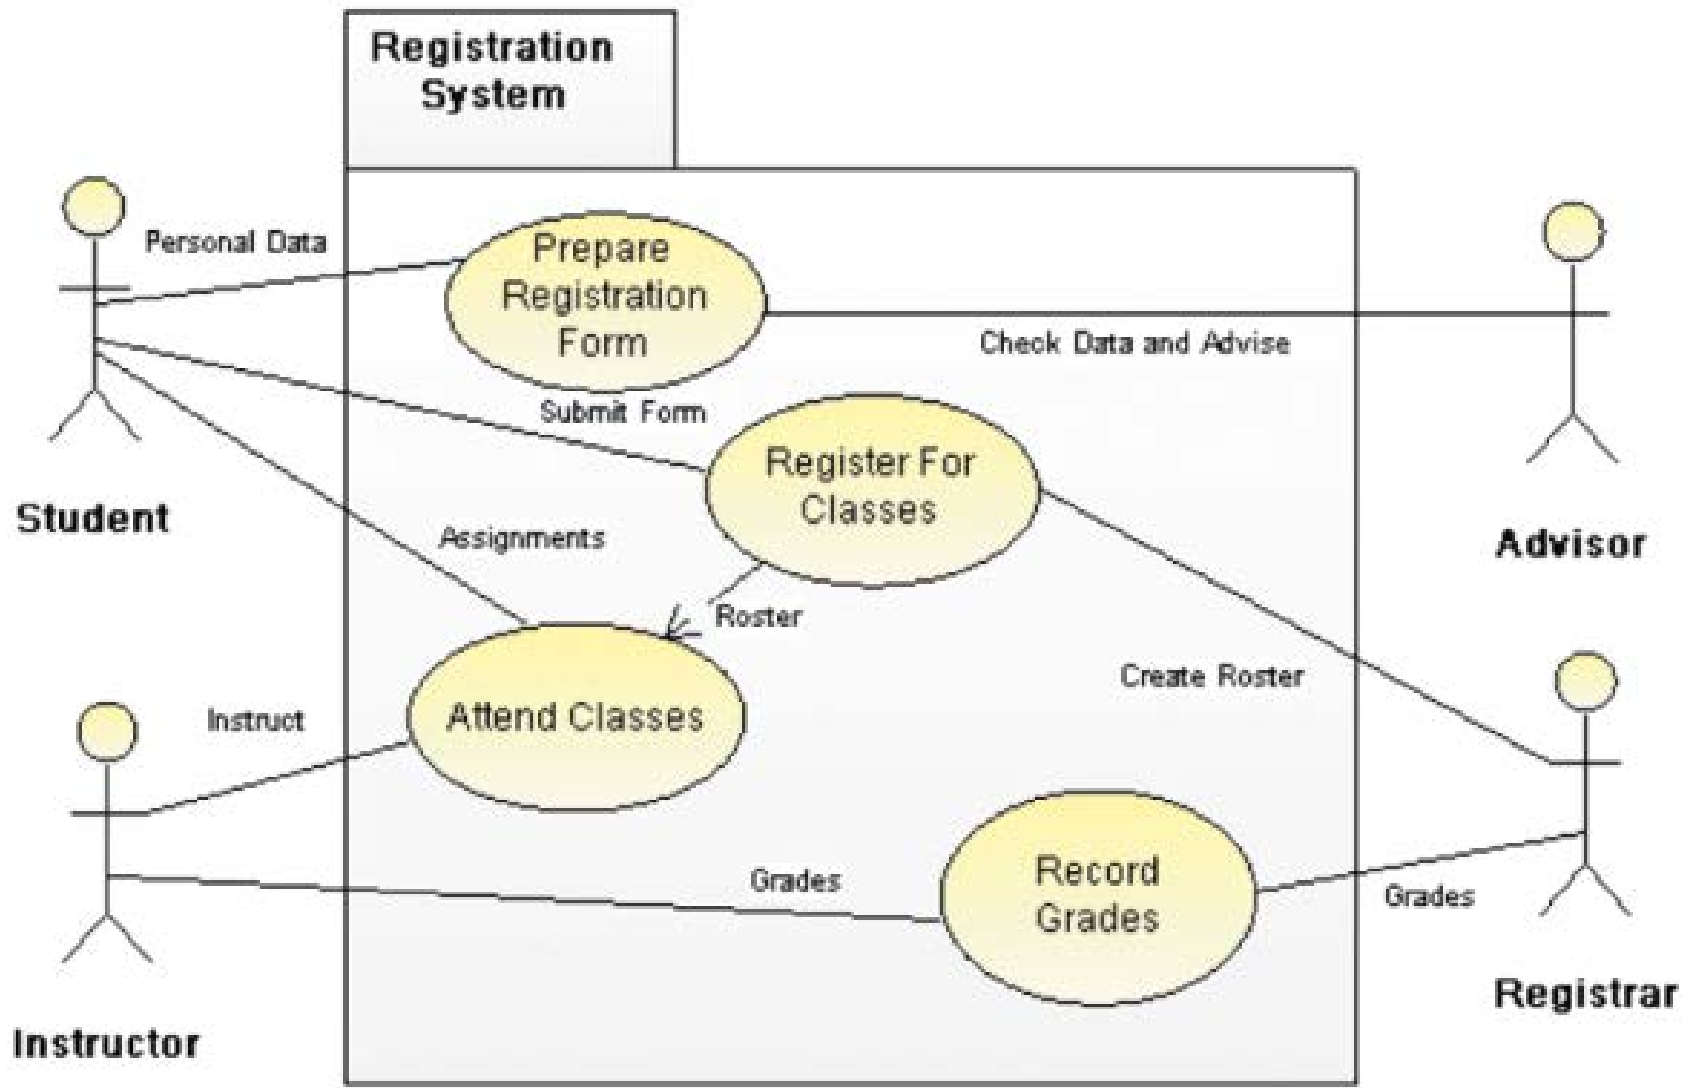 Registration
System
Personal Data
Prepare
Registration
Form
Check Data and Advise
Submit Form
Register For
Classes
Student
Advisor
Assignments
Roster
Create Roster
Instruct
Attend Classes
Grades
Record
Grades
Grades
Registrar
Instructor